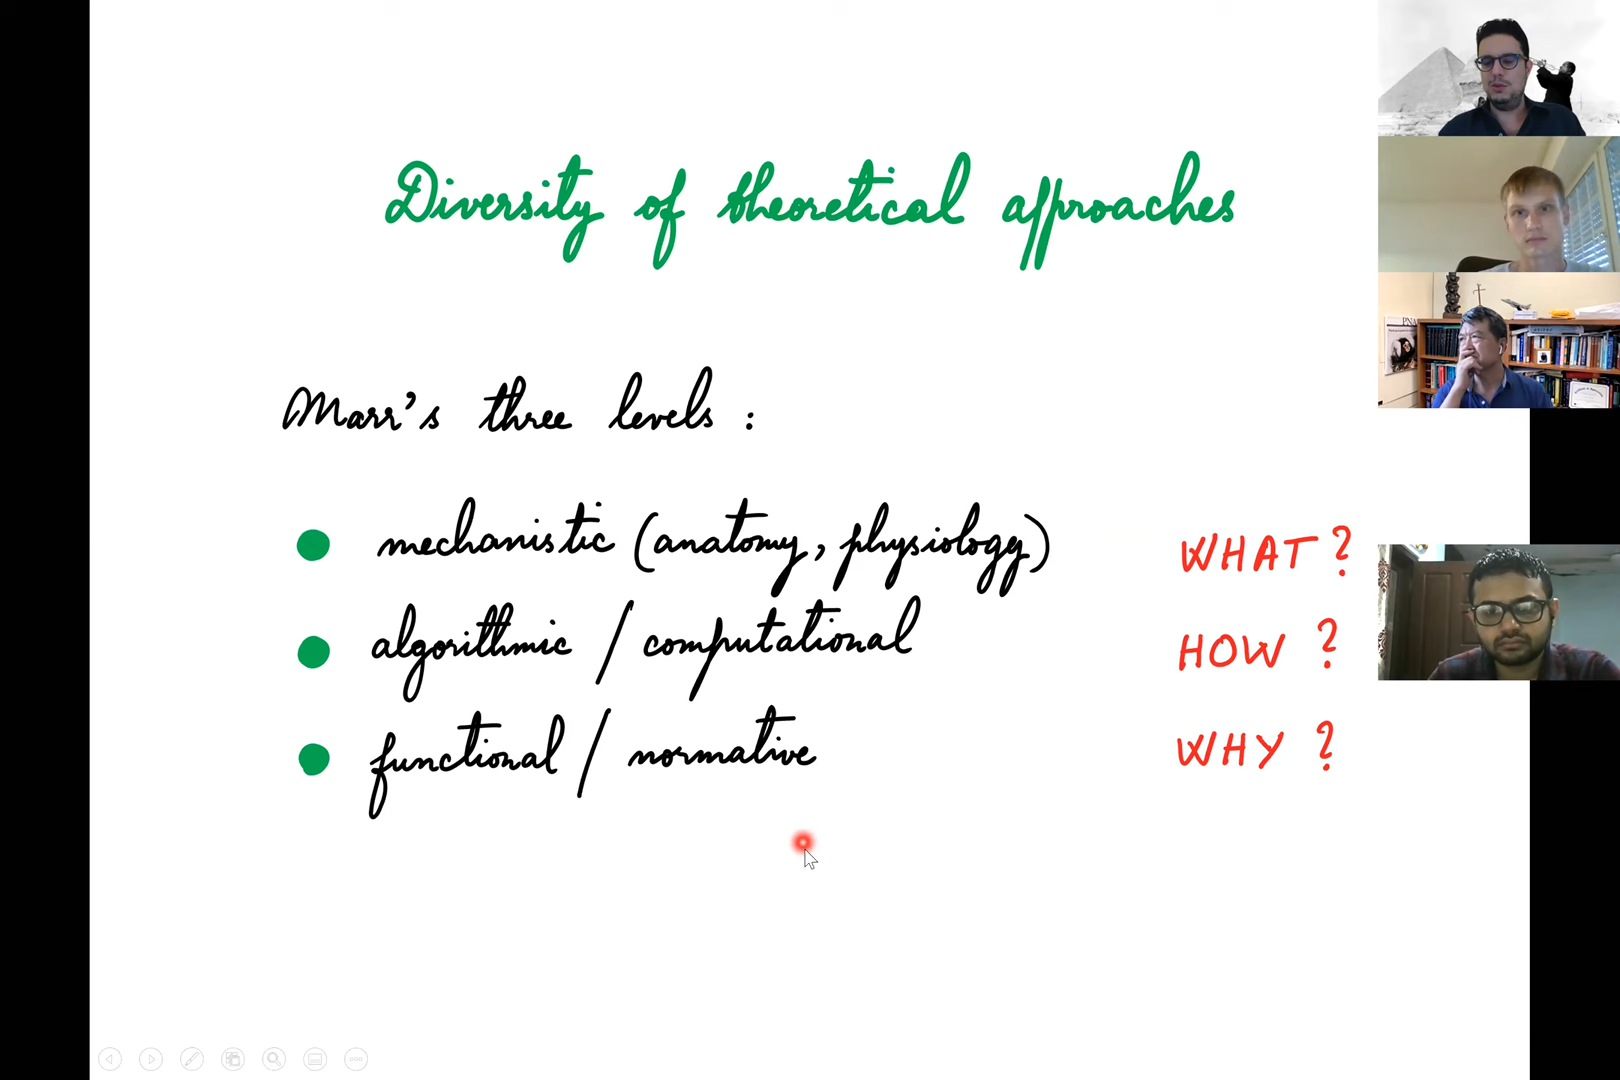 Diversity of theoretical approaches
Marr's three levels :
mechanistic (anatomy, physiology) WHAT ?
algorithmic / computational HOW ?
functional / normative WHY ?